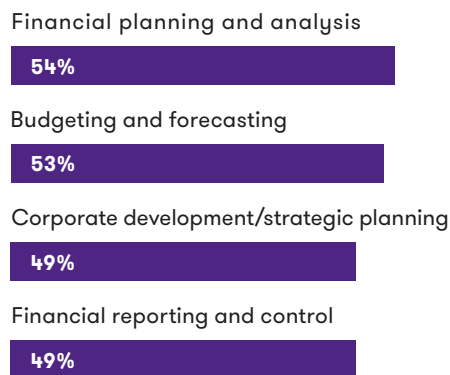 Financial planning and analysis
54%
Budgeting and forecasting
53%
Corporate development/strategic planning
49%
Financial reporting and control
49%